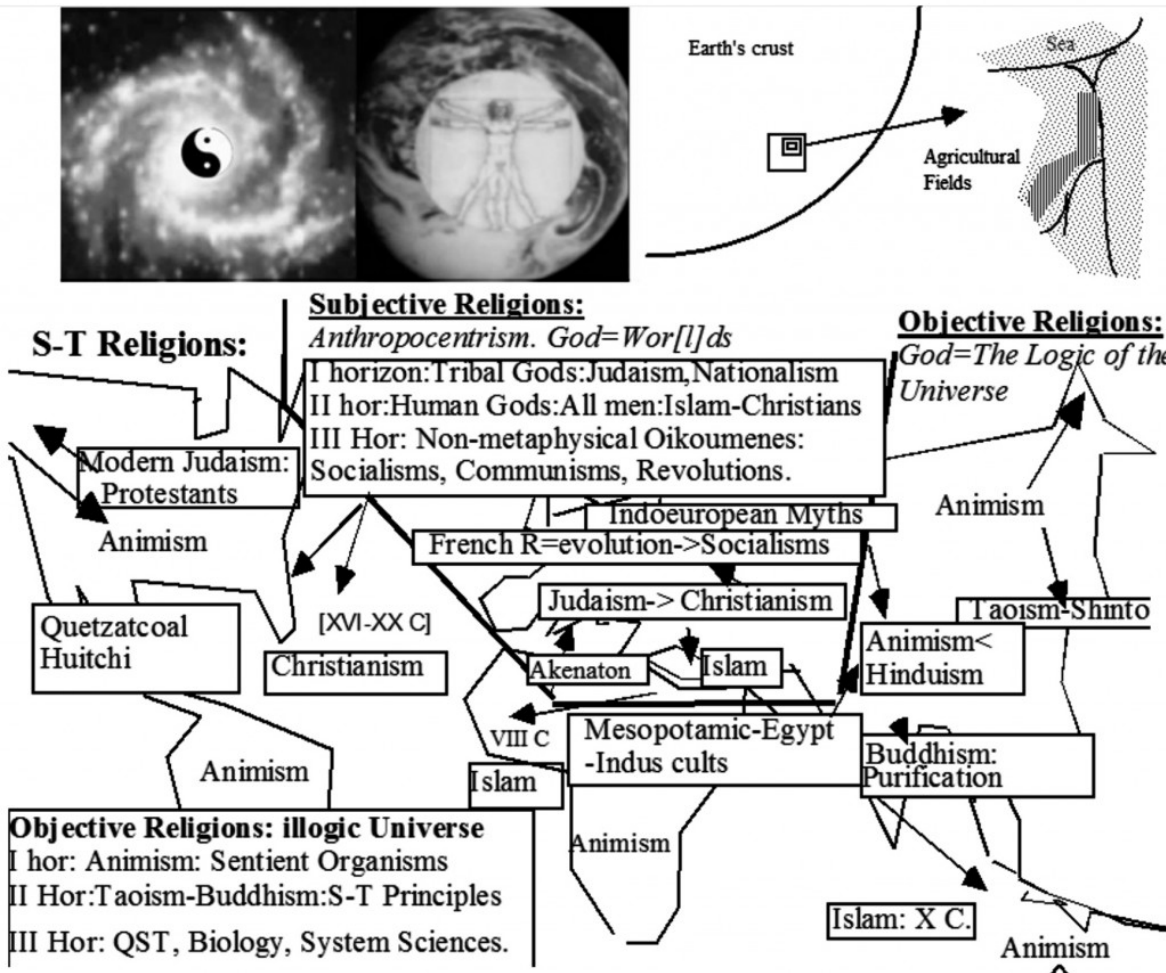 Earth's crust
Sea
Agricultural
Fields
S-T Religions:
Subjective Religions:
Anthropocentrism. God=Wor[l]ds
I horizon:Tribal Gods:Judaism,Nationalism
II hor:Human Gods:All men:Islam-Christians
III Hor: Non-metaphysical Oikoumenes:
Socialisms, Communisms, Revolutions.
Objective Religions:
God=The Logic of the
Universe
Modern Judaism:
Protestants
Animism
Indoeuropean Myths
French R=evolution->Socialisms
Animism
Judaism-> Christianism
Taoism-Shinto
Quetzatcoal
Huitchi
[XVI-XX C]
Christianism
Akenaton
Islam
Animism<
Hinduism
VIII C
Islam
Mesopotamic-Egypt
-Indus cults
Buddhism:
Purification
Animism
Animism
Objective Religions: illogic Universe
I hor: Animism: Sentient Organisms
II Hor:Taoism-Buddhism:S-T Principles
III Hor: QST, Biology, System Sciences.
Islam: X C.
Animism